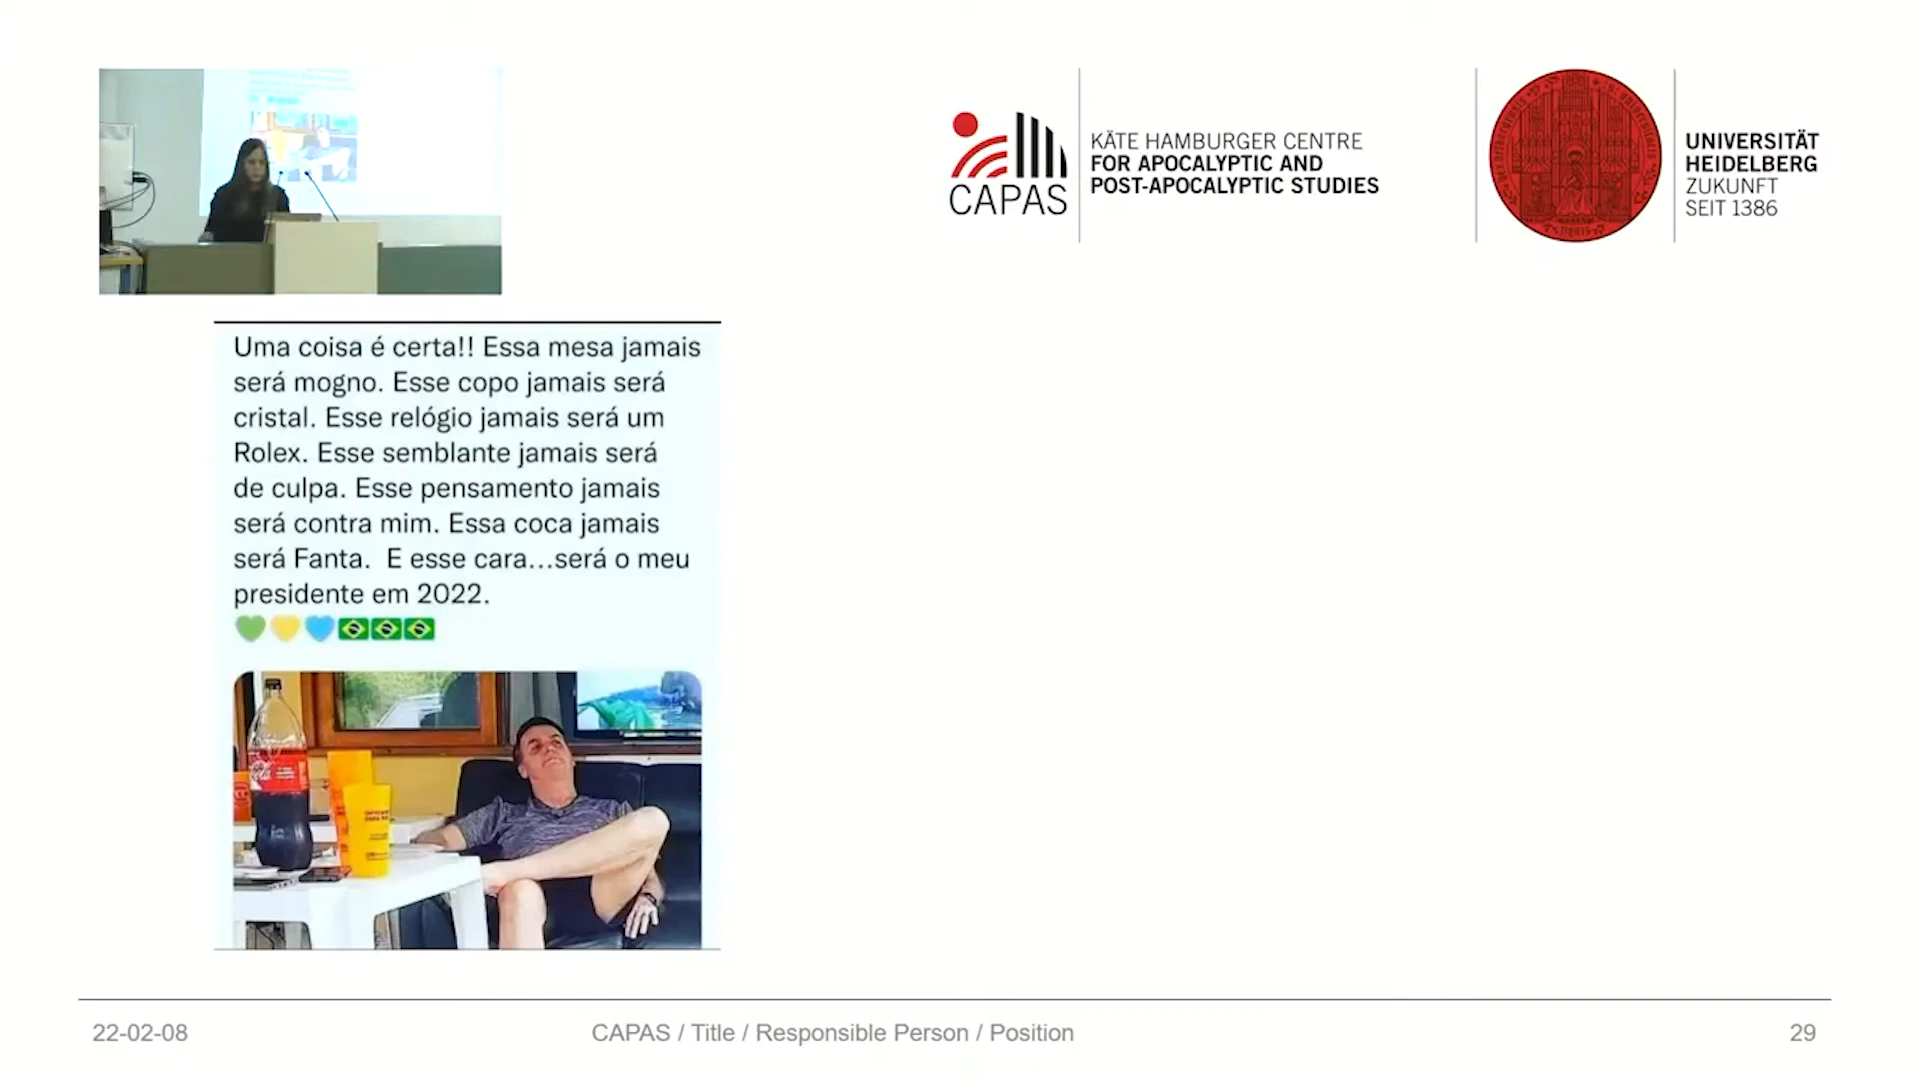 CAPAS
KÄTE HAMBURGER CENTRE
FOR APOCALYPTIC AND
POST-APOCALYPTIC STUDIES
UNIVERSITÄT
HEIDELBERG
ZUKUNFT
SEIT 1386
Uma coisa é certa!! Essa mesa jamais
será mogno. Esse copo jamais será
cristal. Esse relógio jamais será um
Rolex. Esse semblante jamais será
de culpa. Esse pensamento jamais
será contra mim. Essa coca jamais
será Fanta. E esse cara...será o meu
presidente em 2022.
22-02-08
CAPAS / Title / Responsible Person / Position
29